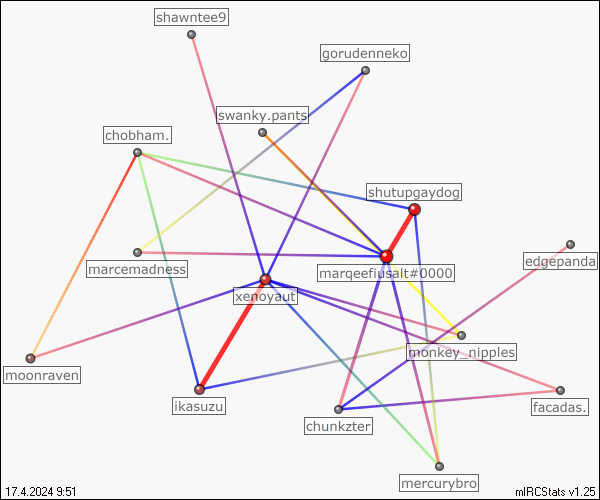 shawntee9
gorudenneko
swanky.pants
chobham.
shutupgaydog
edgepanda
marcemadness
marqeefiusalt#0000
xenoyaut
monkey_nipples
moonraven
ikasuzu
facadas.
chunkzter
mercurybro
17.4.2024 9:51
mIRCStats v1.25